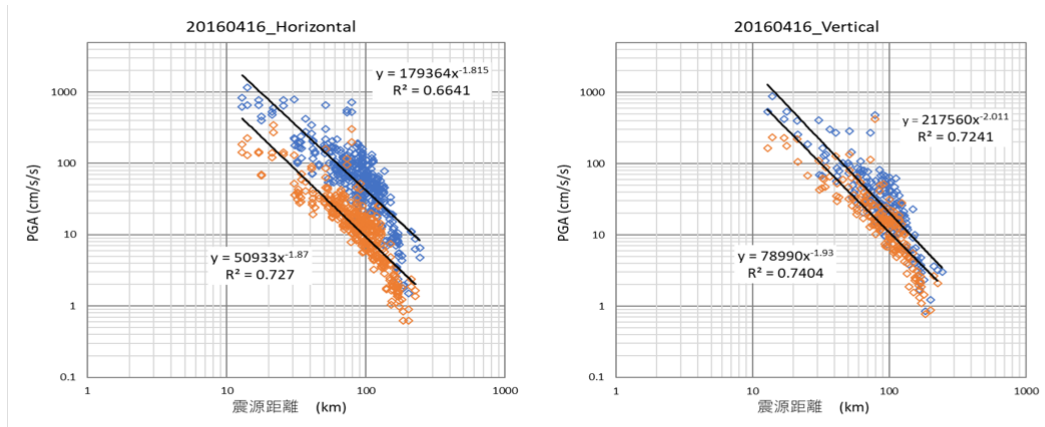 20160416_Horizontal
1000
100
10
1
0.1
PGA (cm/s/s)
y = 179364x^-1.815
R² = 0.6641
y = 50933x^-1.87
R² = 0.727
1
10
100
1000
震源距離 (km)
20160416_Vertical
1000
100
10
1
0.1
PGA (cm/s/s)
y = 217560x^-2.011
R² = 0.7241
y = 78990x^-1.93
R² = 0.7404
1
10
100
1000
震源距離 (km)